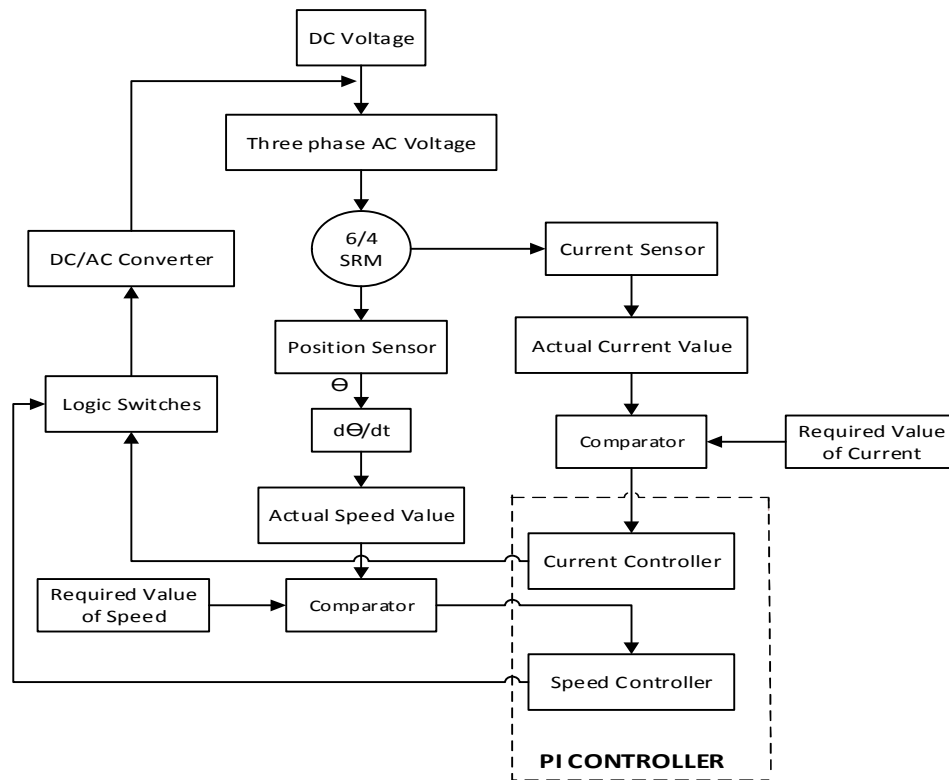 DC Voltage
Three phase AC Voltage
6/4
SRM
Current Sensor
DC/AC Converter
Position Sensor
Actual Current Value
Ө
Logic Switches
dӨ/dt
Comparator
Required Value
of Current
Actual Speed Value
Current Controller
Required Value
of Speed
Comparator
Speed Controller
PI CONTROLLER